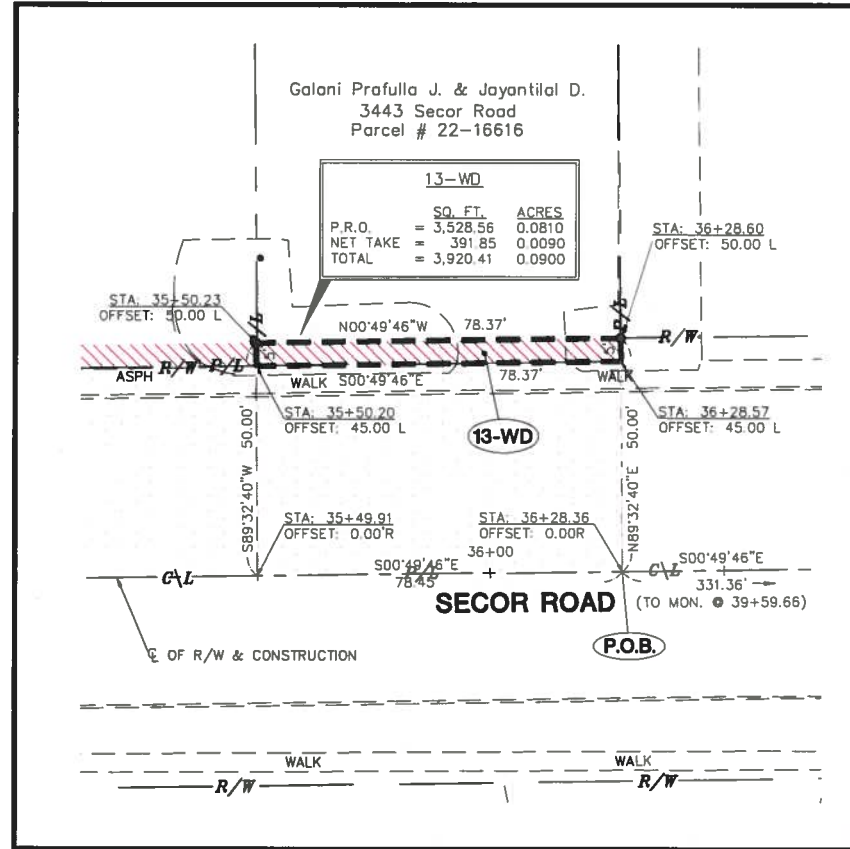 Galani Prafulla J. & Jayantilal D.
3443 Secor Road
Parcel # 22-16616
13-WD
SQ. FT. ACRES
P.R.O. = 3,528.56 0.0810
NET TAKE = 391.85 0.0090
TOTAL = 3,920.41 0.0900
STA: 36+28.60
OFFSET: 50.00 L
STA: 35+50.23
OFFSET: 50.00 L
P/L
P/L
N00°49'46"W 78.37'
R/W
5'
5'
ASPH R/W P/L
WALK S00°49'46"E 78.37' WALK
STA: 35+50.20
OFFSET: 45.00 L
13-WD
STA: 36+28.57
OFFSET: 45.00 L
S89°32'40"W 50.00'
N89°32'40"E 50.00'
STA: 35+49.91
OFFSET: 0.00'R
STA: 36+28.36
OFFSET: 0.00R
36+00
C\L S00°49'46"E C\L S00°49'46"E
78.45' 331.36'
SECOR ROAD (TO MON. @ 39+59.66)
P.O.B.
℄ OF R/W & CONSTRUCTION
WALK WALK
R/W R/W